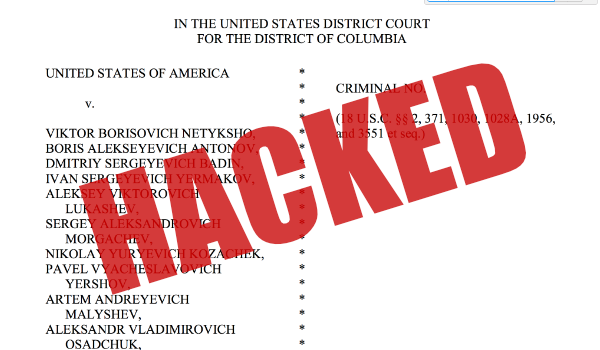 IN THE UNITED STATES DISTRICT COURT
FOR THE DISTRICT OF COLUMBIA
UNITED STATES OF AMERICA *
*
CRIMINAL NO.
v. *
*
(18 U.S.C. §§ 2, 371, 1030, 1028A, 1956,
VIKTOR BORISOVICH NETYKSHO, * and 3551 et seq.)
BORIS ALEKSEYEVICH ANTONOV, *
DMITRIY SERGEYEVICH BADIN, *
IVAN SERGEYEVICH YERMAKOV, *
ALEKSEY VIKTOROVICH *
LUKASHEV, *
SERGEY ALEKSANDROVICH *
MORGACHEV, *
NIKOLAY YURYEVICH KOZACHEK, *
PAVEL VYACHESLAVOVICH *
YERSHOV, *
ARTEM ANDREYEVICH *
MALYSHEV, *
ALEKSANDR VLADIMIROVICH *
OSADCHUK, *
HACKED